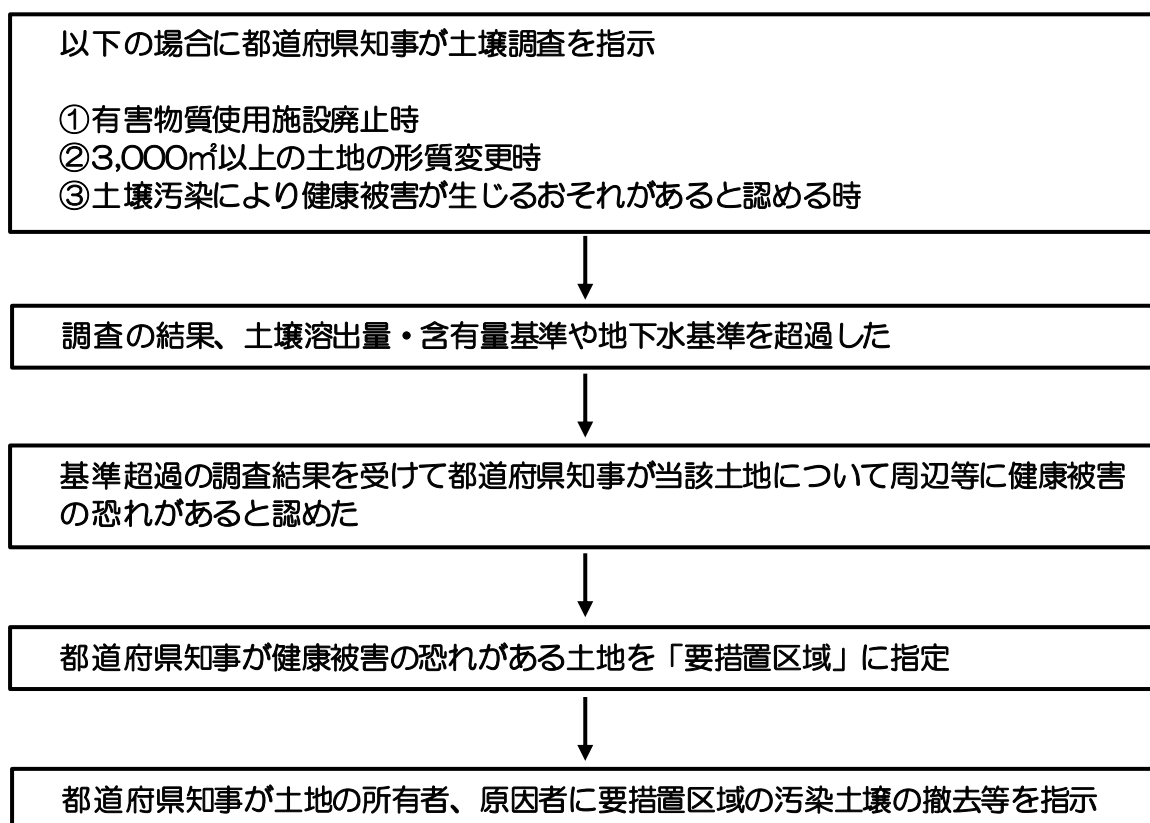 以下の場合に都道府県知事が土壌調査を指示
①有害物質使用施設廃止時
②3,000㎡以上の土地の形質変更時
③土壌汚染により健康被害が生じるおそれがあると認める時
調査の結果、土壌溶出量・含有量基準や地下水基準を超過した
基準超過の調査結果を受けて都道府県知事が当該土地について周辺等に健康被害
の恐れがあると認めた
都道府県知事が健康被害の恐れがある土地を「要措置区域」に指定
都道府県知事が土地の所有者、原因者に要措置区域の汚染土壌の撤去等を指示